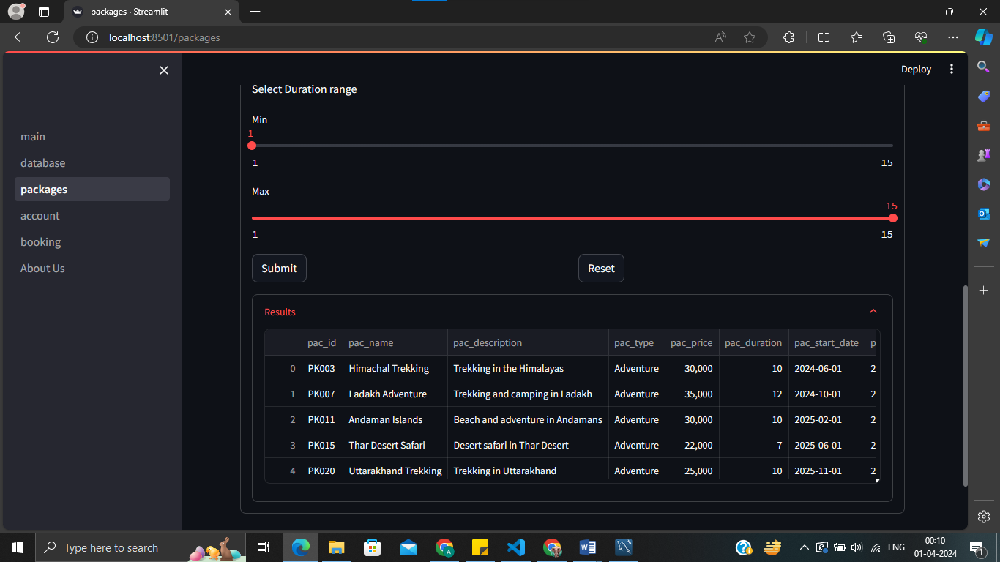 packages · Streamlit
localhost:8501/packages
Deploy
main
database
packages
account
booking
About Us
Select Duration range
Min
1
1 15
Max
15
1 15
Submit Reset
Results
pac_id pac_name pac_description pac_type pac_price pac_duration pac_start_date p
0 PK003 Himachal Trekking Trekking in the Himalayas Adventure 30,000 10 2024-06-01 2
1 PK007 Ladakh Adventure Trekking and camping in Ladakh Adventure 35,000 12 2024-10-01 2
2 PK011 Andaman Islands Beach and adventure in Andamans Adventure 30,000 10 2025-02-01 2
3 PK015 Thar Desert Safari Desert safari in Thar Desert Adventure 22,000 7 2025-06-01 2
4 PK020 Uttarakhand Trekking Trekking in Uttarakhand Adventure 25,000 10 2025-11-01 2
Type here to search
ENG
00:10
01-04-2024
1